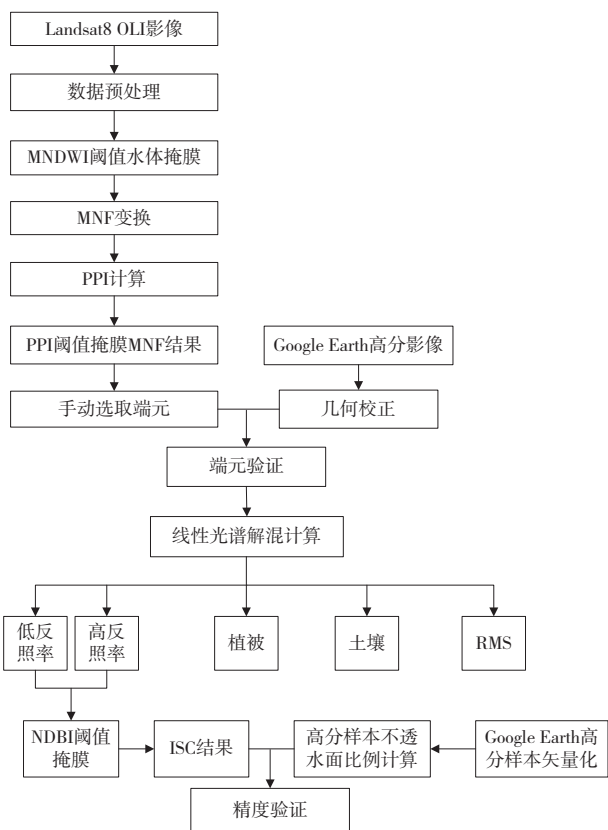 Landsat8 OLI影像
数据预处理
MNDWI阈值水体掩膜
MNF变换
PPI计算
PPI阈值掩膜MNF结果
Google Earth高分影像
手动选取端元
几何校正
端元验证
线性光谱解混计算
低反
照率
高反
照率
植被
土壤
RMS
NDBI阈值
掩膜
ISC结果
高分样本不透
水面比例计算
Google Earth高
分样本矢量化
精度验证